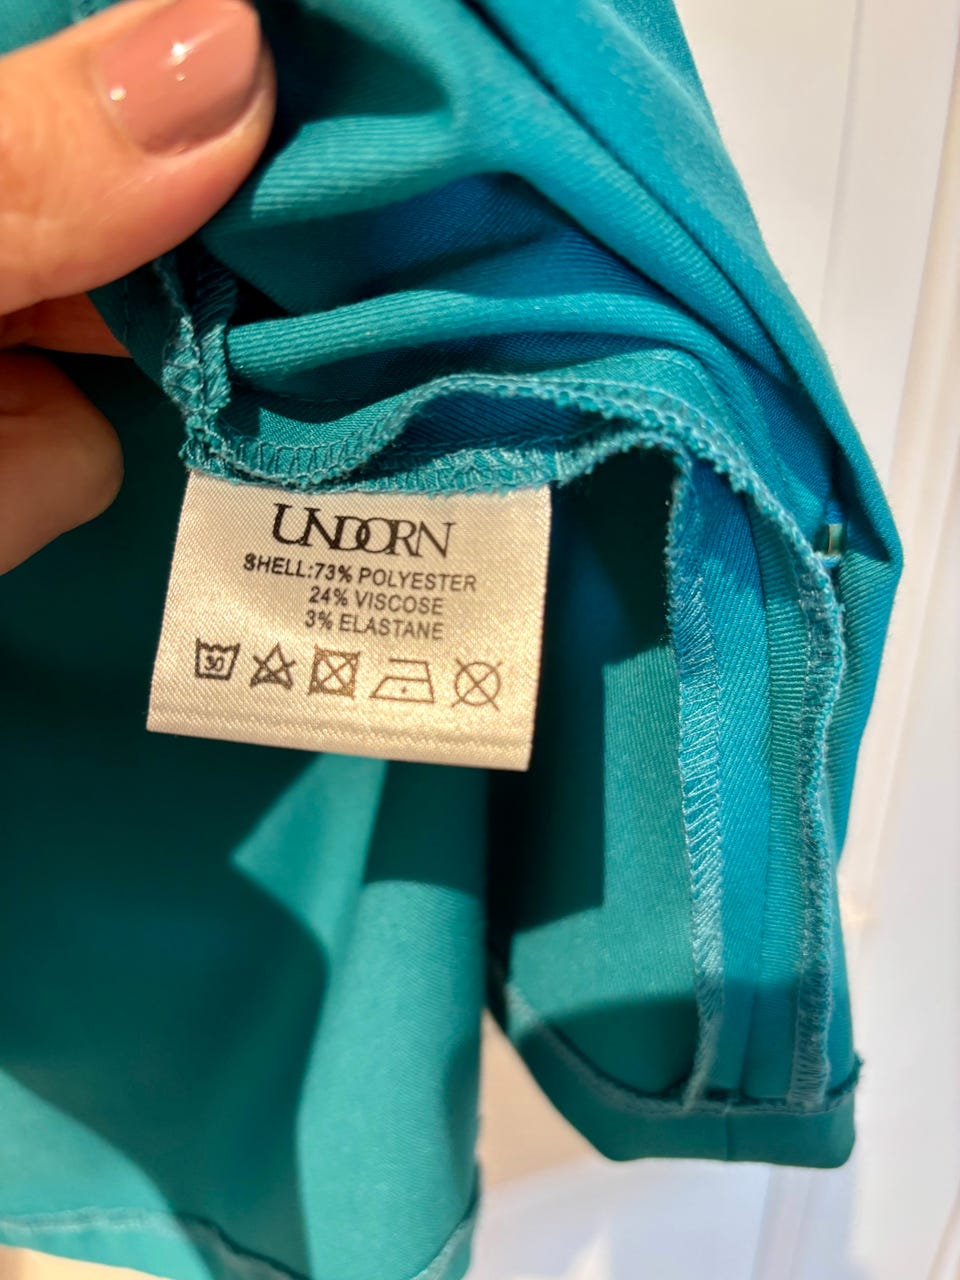 UNDORN
SHELL:73% POLYESTER
24% VISCOSE
3% ELASTANE
30